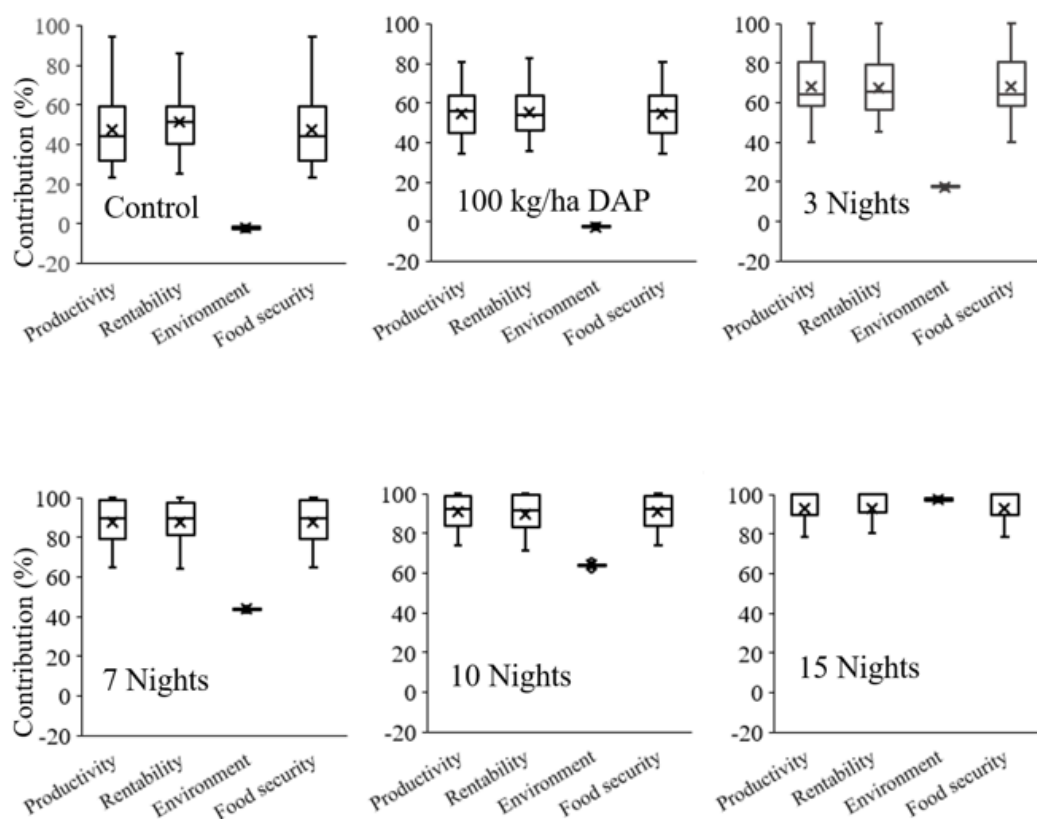 Contribution (%)
100
80
60
40
20
0
-20
Control
Productivity
Rentability
Environment
Food security
100
80
60
40
20
0
-20
100 kg/ha DAP
Productivity
Rentability
Environment
Food security
100
80
60
40
20
0
-20
3 Nights
Productivity
Rentability
Environment
Food security
Contribution (%)
100
80
60
40
20
0
-20
7 Nights
Productivity
Rentability
Environment
Food security
100
80
60
40
20
0
-20
10 Nights
Productivity
Rentability
Environment
Food security
100
80
60
40
20
0
-20
15 Nights
Productivity
Rentability
Environment
Food security